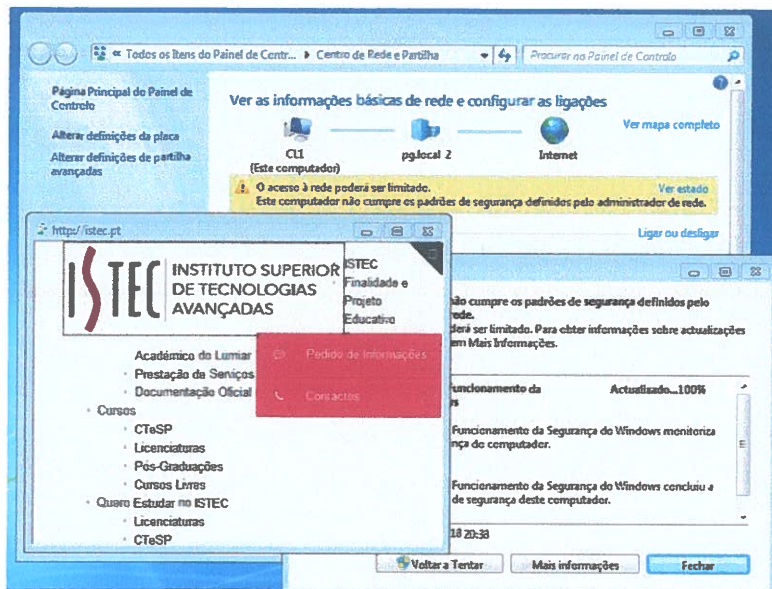 « Todos os Itens do Painel de Contr... ▸ Centro de Rede e Partilha
Procurar no Painel de Controlo
Página Principal do Painel de
Controlo
Alterar definições da placa
Alterar definições de partilha
avançadas
Ver as informações básicas de rede e configurar as ligações
Ver mapa completo
CL1
(Este computador)
pg.local 2
Internet
O acesso à rede poderá ser limitado.
Ver estado
Este computador não cumpre os padrões de segurança definidos pelo administrador de rede.
Ligar ou desligar
http://istec.pt
ISTEC
INSTITUTO SUPERIOR
DE TECNOLOGIAS
AVANÇADAS
ISTEC
Finalidade e
Projeto
Educativo
Académico do Lumiar
Prestação de Serviços
Documentação Oficial
Pedido de Informações
Contactos
Cursos
CTeSP
Licenciaturas
Pós-Graduações
Cursos Livres
Quero Estudar no ISTEC
Licenciaturas
CTeSP
não cumpre os padrões de segurança definidos pelo
rede.
derá ser limitado. Para obter informações sobre actualizações
em Mais Informações.
Funcionamento da
Actualizado...100%
Funcionamento da Segurança do Windows monitoriza
nça do computador.
Funcionamento da Segurança do Windows concluiu a
de segurança deste computador.
18 20:38
Voltar a Tentar
Mais informações
Fechar